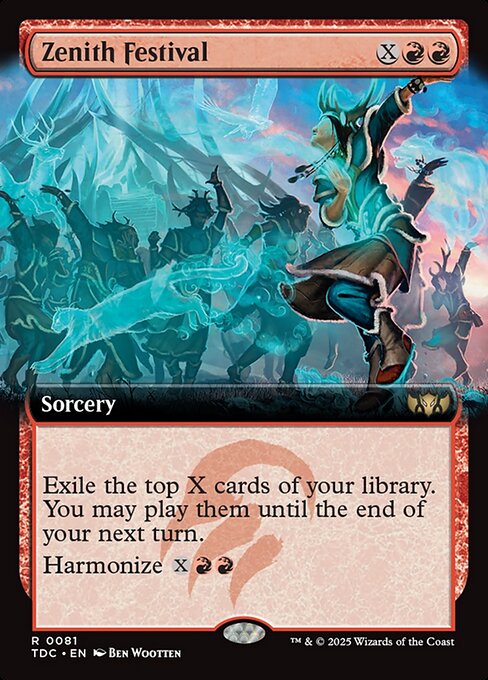 Zenith Festival X
Sorcery
Exile the top X cards of your library.
You may play them until the end of
your next turn.
Harmonize X
R 0081
TDC • EN Ben Wootten
™ & © 2025 Wizards of the Coast